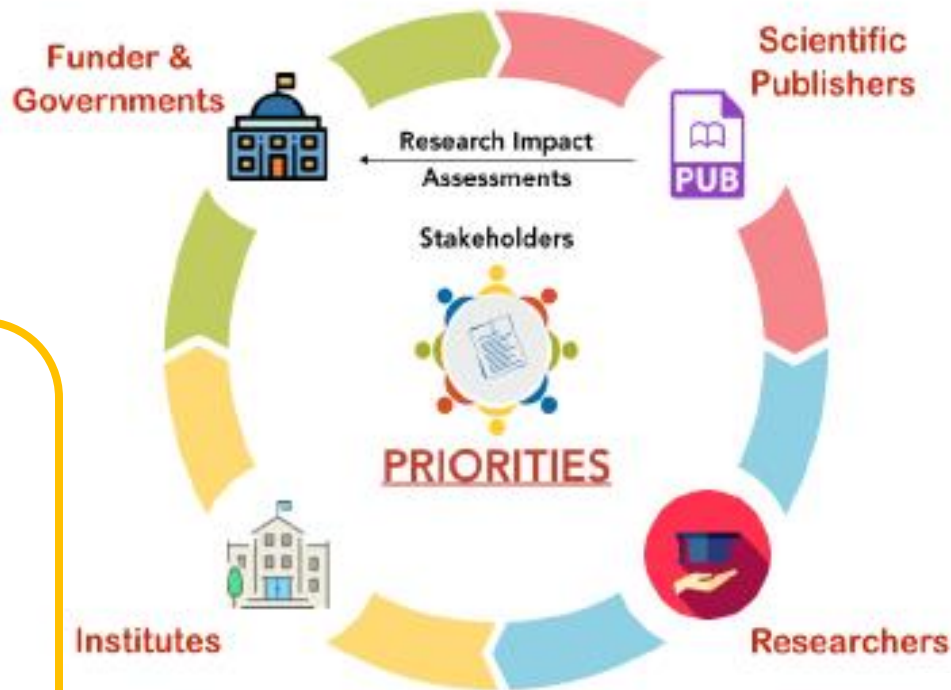 Funder &
Governments
Scientific
Publishers
Research Impact
Assessments
PUB
Stakeholders
PRIORITIES
Institutes
Researchers